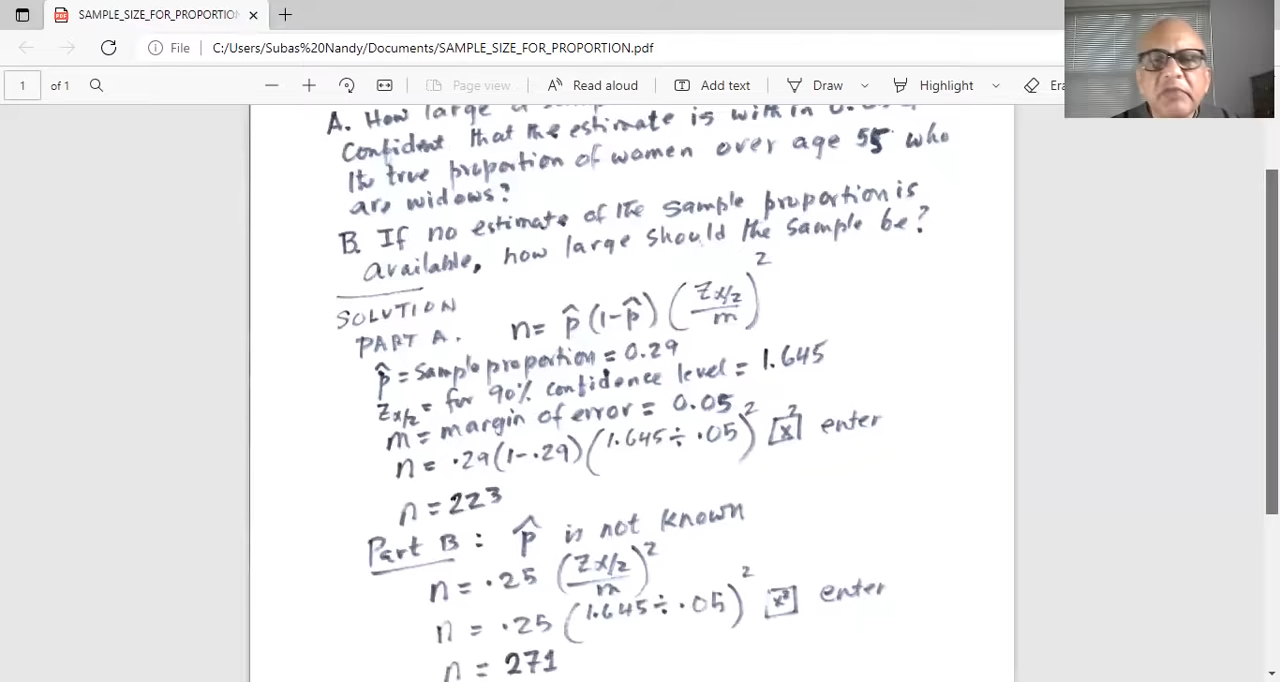 SAMPLE_SIZE_FOR_PROPORTION
File C:/Users/Subas%20Nandy/Documents/SAMPLE_SIZE_FOR_PROPORTION.pdf
1 of 1 Page view Read aloud Add text Draw Highlight Era
A. How large a
Confident that the estimate is within
the true proportion of women over age 55 who
are widows?
B. If no estimate of the sample proportion is
available, how large should the sample be?
SOLUTION
PART A. n= p̂ (1-p̂) (Zα/2 / m)²
p̂ = sample proportion = 0.29
Zα/2 = for 90% confidence level = 1.645
m = margin of error = 0.05
n = .29(1-.29)(1.645÷.05)² [x²] enter
n = 223
Part B : p̂ is not known
n = .25 (Zα/2 / m)²
n = .25 (1.645÷.05)² [x²] enter
n = 271